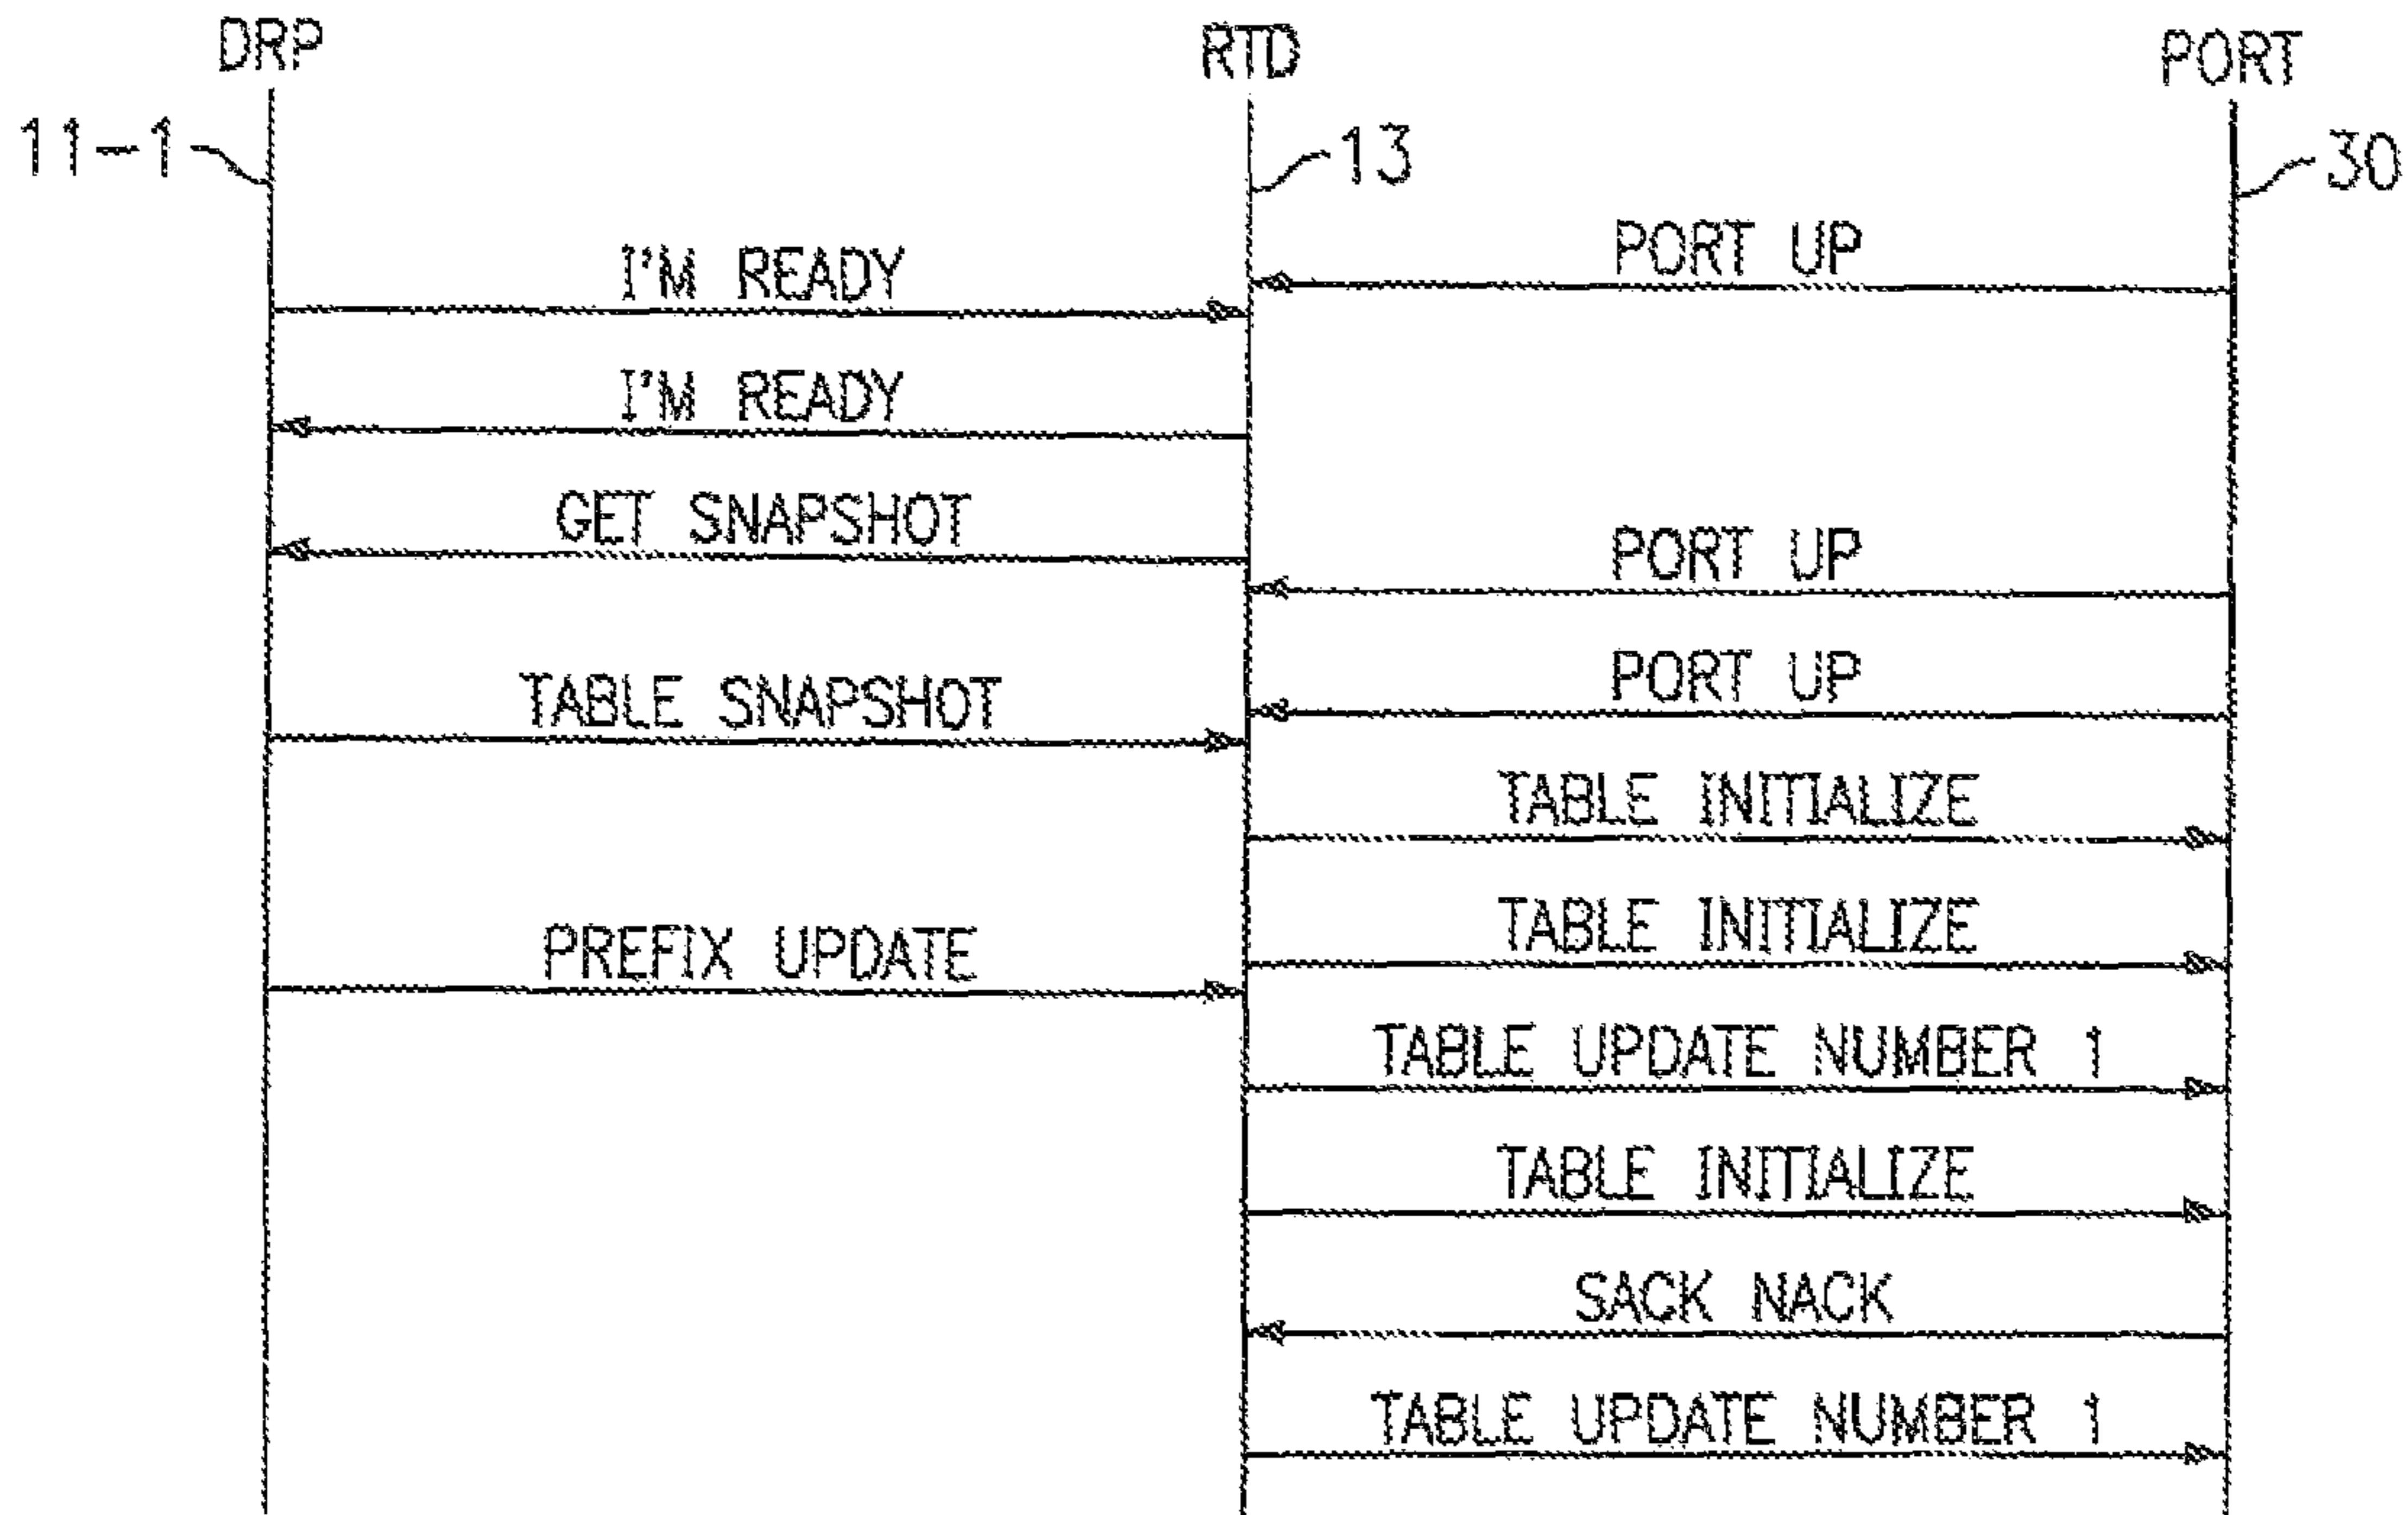 DRP
RTD
PORT
11-1
13
30
PORT UP
I'M READY
I'M READY
GET SNAPSHOT
PORT UP
PORT UP
TABLE SNAPSHOT
TABLE INITIALIZE
TABLE INITIALIZE
PREFIX UPDATE
TABLE UPDATE NUMBER 1
TABLE INITIALIZE
SACK NACK
TABLE UPDATE NUMBER 1